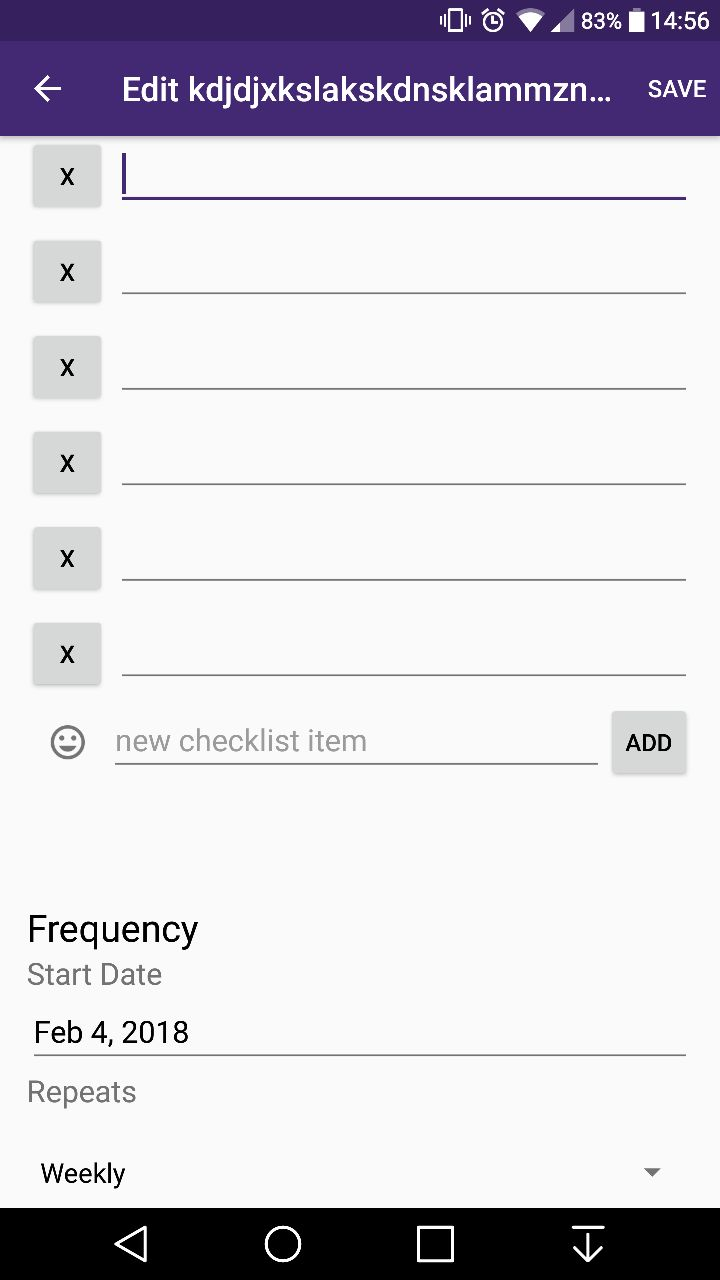 83% 14:56
Edit kdjdjxkslakskdnsklammzn... SAVE
X
X
X
X
X
X
new checklist item ADD
Frequency
Start Date
Feb 4, 2018
Repeats
Weekly